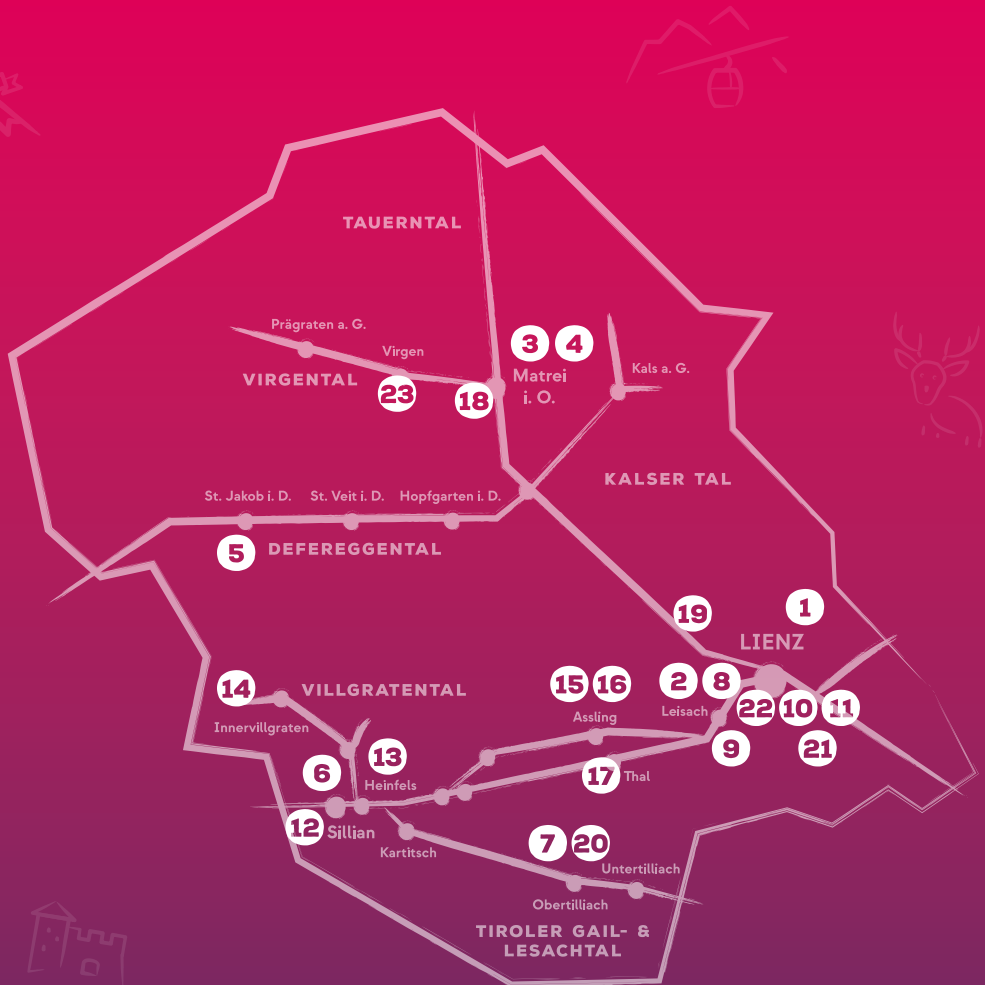 TAUERNTAL
Prägraten a. G.
Virgen
3 4
Matrei
i. O.
Kals a. G.
VIRGENTAL
23
18
KALSER TAL
St. Jakob i. D. St. Veit i. D. Hopfgarten i. D.
5
DEFEREGGENTAL
19
1
LIENZ
14
VILLGRATENTAL
15 16
2 8
Innervillgraten
Assling
Leisach
22 10 11
9
21
13
6
Heinfels
17
Thal
12
Sillian
Kartitsch
7 20
Untertilliach
Obertilliach
TIROLER GAIL- &
LESACHTAL